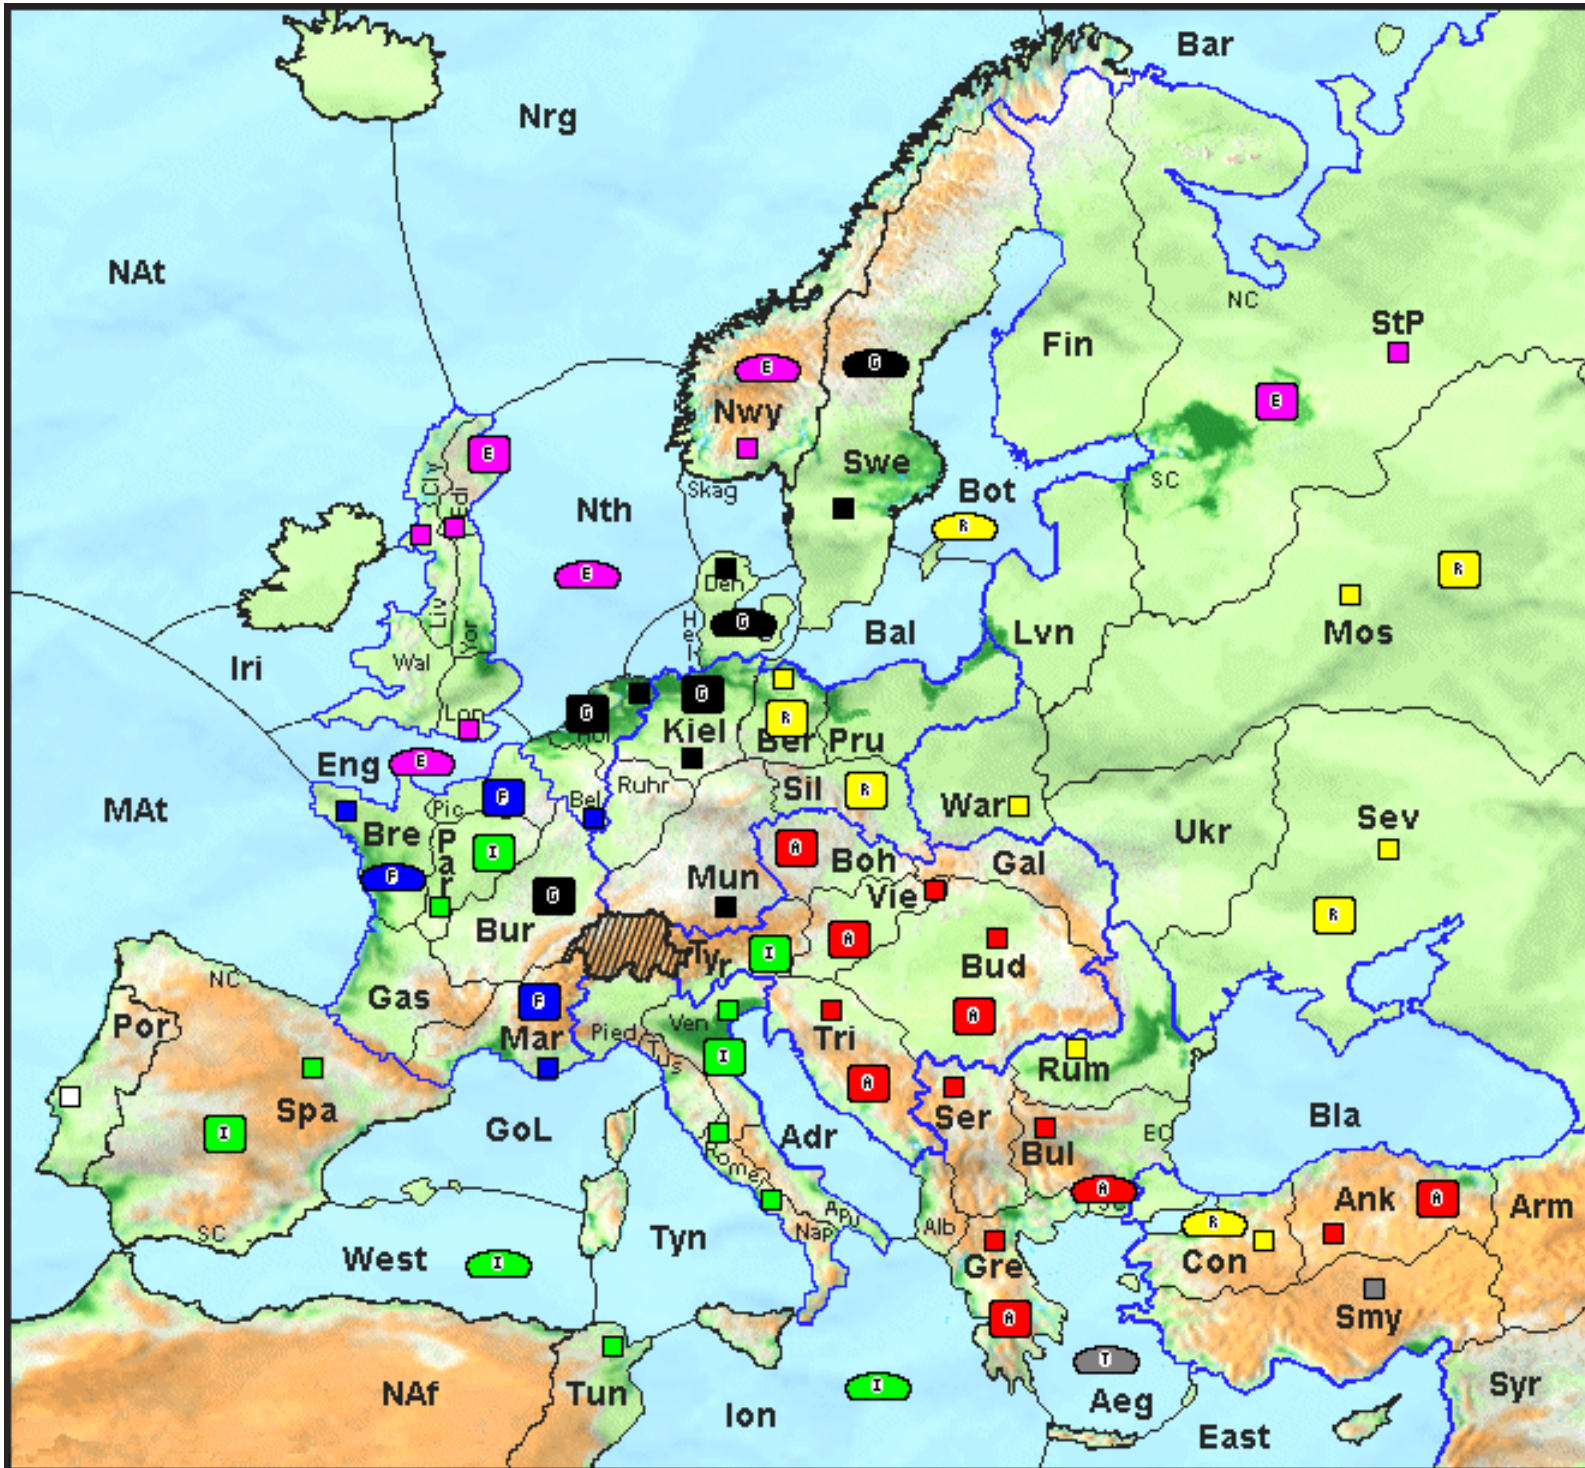 Bar
Nrg
NAt
NC
StP
Fin
E
G
E
Nwy
E
Swe
Cly
Edi
Skag
SC
Bot
Nth
R
R
E
Den
G
Hel
Bal
Lvn
Mos
Liv
Yor
Wal
Iri
G
G
Lon
Hol
Kiel
R
Ber
Pru
Eng
E
F
Pic
Bel
Ruhr
Sil
R
War
MAt
Bre
Par
I
A
Boh
Gal
Ukr
Sev
F
G
Mun
Vie
R
Bur
Tyr
I
A
Bud
NC
Gas
F
Mar
A
Por
Pied
Ven
Tri
Tus
I
Rum
A
Spa
I
GoL
Adr
Ser
Bul
EC
Bla
Rome
A
SC
Ank
A
Arm
SC
West
I
Tyn
Nap
Apu
Alb
Gre
R
Con
A
Smy
T
NAf
Tun
I
Ion
Aeg
East
Syr